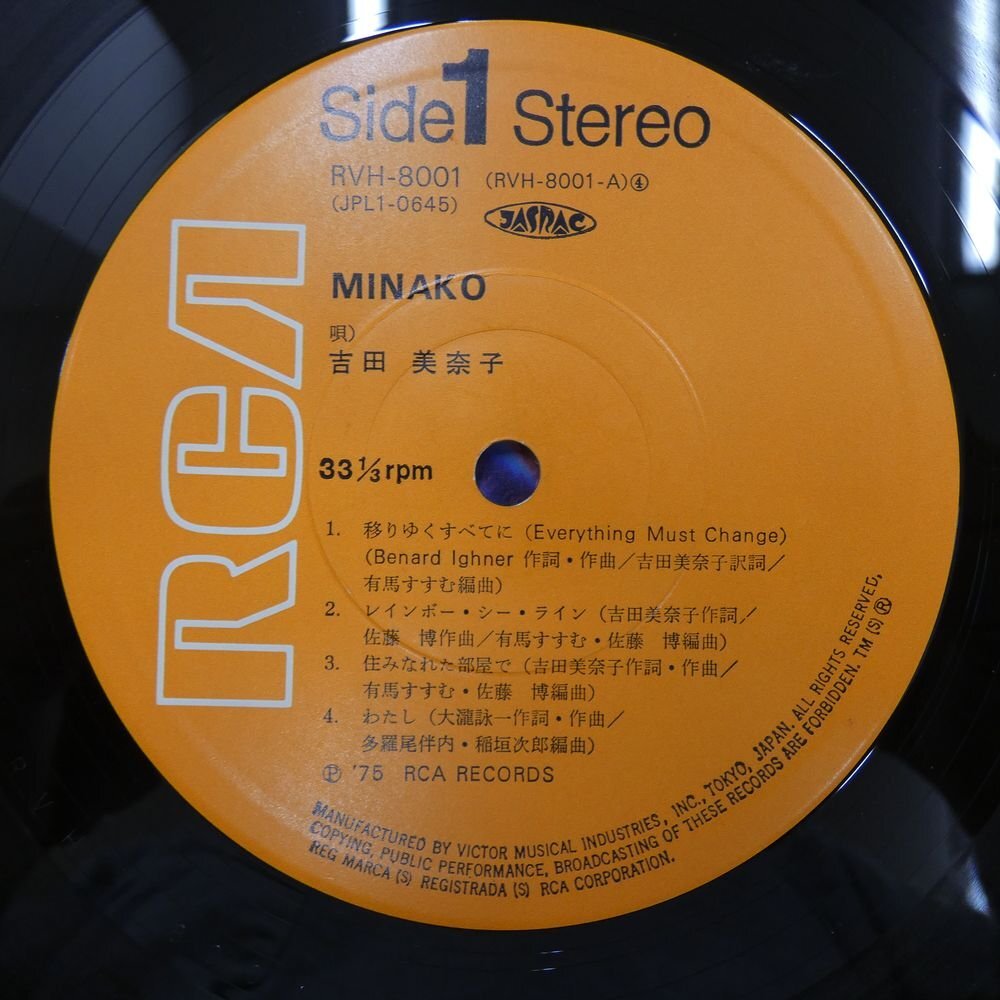 Side 1 Stereo
RVH-8001 (RVH-8001-A)④
(JPL1-0645)
JASRAC
RCA
MINAKO
唄)
吉田 美奈子
33 1/3 rpm
1. 移りゆくすべてに (Everything Must Change)
(Benard Ighner 作詞・作曲/吉田美奈子訳詞/
有馬すすむ編曲)
2. レインボー・シー・ライン (吉田美奈子作詞/
佐藤 博作曲/有馬すすむ・佐藤 博編曲)
3. 住みなれた部屋で (吉田美奈子作詞・作曲/
有馬すすむ・佐藤 博編曲)
4. わたし (大瀧詠一作詞・作曲/
多羅尾伴内・稲垣次郎編曲)
Ⓟ '75 RCA RECORDS
MANUFACTURED BY VICTOR MUSICAL INDUSTRIES, INC., TOKYO, JAPAN. ALL RIGHTS RESERVED,
COPYING, PUBLIC PERFORMANCE, BROADCASTING OF THESE RECORDS ARE FORBIDDEN. TM (S) ®
REG MARCA (S) REGISTRADA (S) RCA CORPORATION.